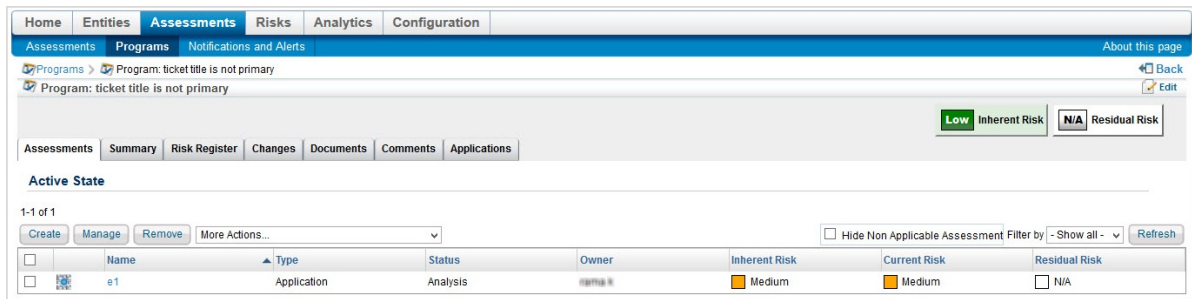 Home Entities Assessments Risks Analytics Configuration
Assessments Programs Notifications and Alerts About this page
Programs > Program: ticket title is not primary Back
Program: ticket title is not primary Edit
Low Inherent Risk N/A Residual Risk
Assessments Summary Risk Register Changes Documents Comments Applications
Active State
1-1 of 1
Create Manage Remove More Actions... Hide Non Applicable Assessment Filter by - Show all - Refresh
Name Type Status Owner Inherent Risk Current Risk Residual Risk
e1 Application Analysis Medium Medium N/A